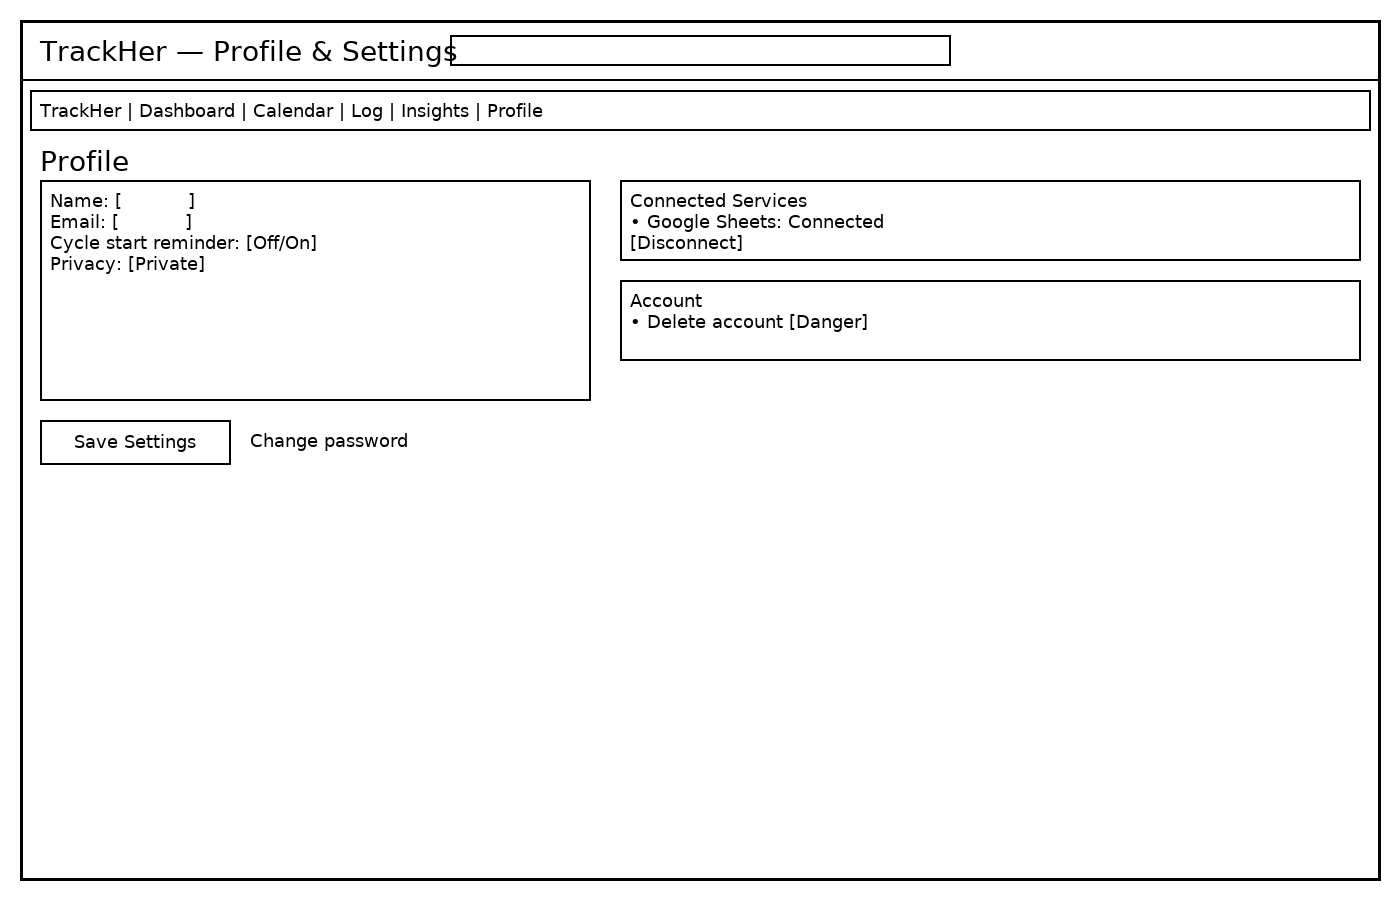 TrackHer — Profile & Settings
TrackHer | Dashboard | Calendar | Log | Insights | Profile
Profile
Name: [            ]
Email: [            ]
Cycle start reminder: [Off/On]
Privacy: [Private]
Connected Services
• Google Sheets: Connected
[Disconnect]
Account
• Delete account [Danger]
Save Settings
Change password